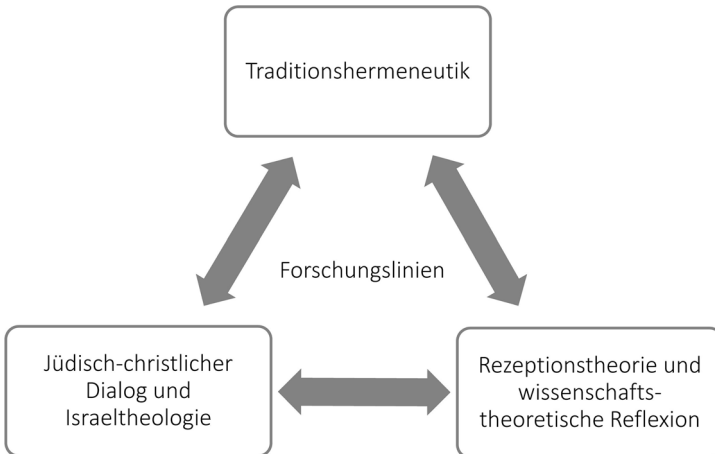 Traditionshermeneutik
Forschungslinien
Jüdisch-christlicher
Dialog und
Israeltheologie
Rezeptionstheorie und
wissenschafts-
theoretische Reflexion